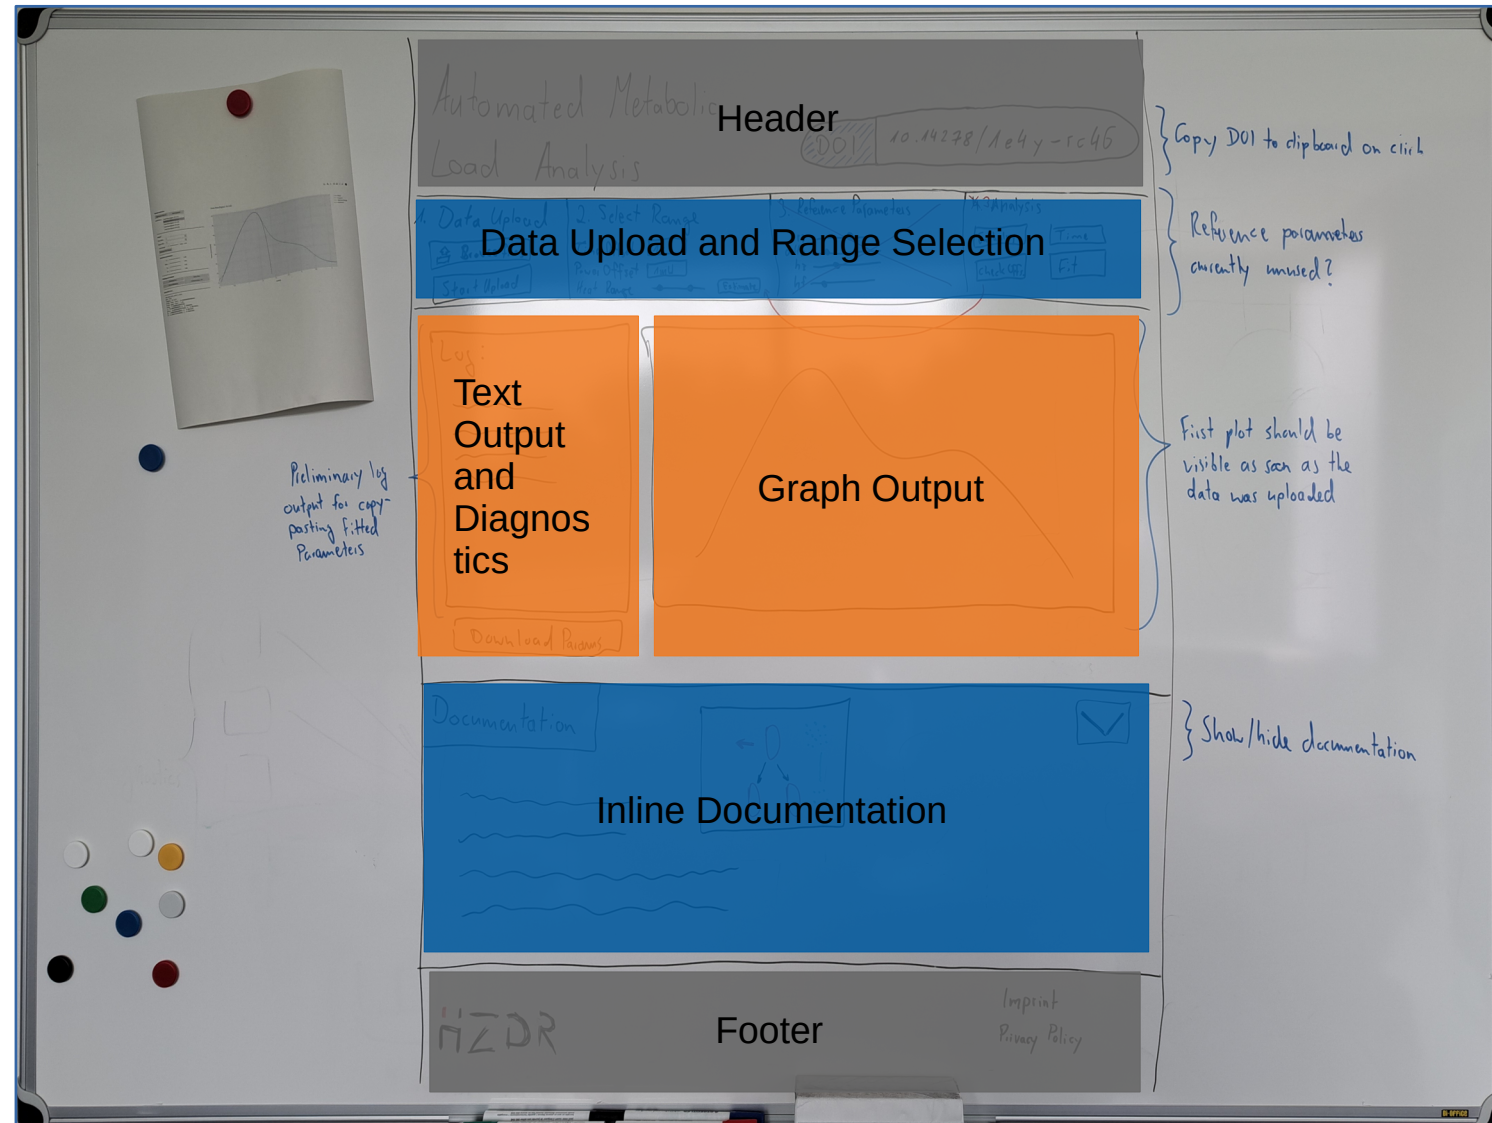 Automated Metabolic
Load Analysis
Header
DOI 10.14278/1e4y-rc46
Copy DOI to clipboard on click
1. Data Upload
2. Select Range
3. Reference Parameters
Analysis
Data Upload and Range Selection
Time
Fit
Start Upload
Estimate
Reference parameters
currently unused?
Log:
Text
Output
and
Diagnos
tics
Download Params
Graph Output
Preliminary log
output for copy-
pasting fitted
Parameters
First plot should be
visible as soon as the
data was uploaded
Documentation
Inline Documentation
Show/hide documentation
HZDR
Footer
Imprint
Privacy Policy
BI-OFFICE